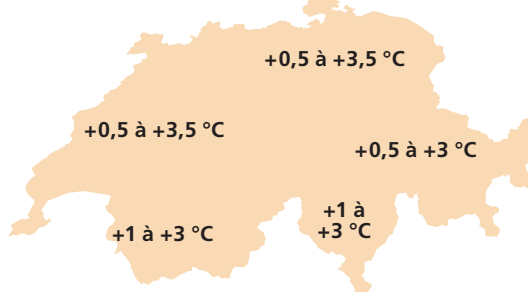 +0,5 à +3,5 °C
+0,5 à +3,5 °C
+0,5 à +3 °C
+1 à
+3 °C
+1 à +3 °C